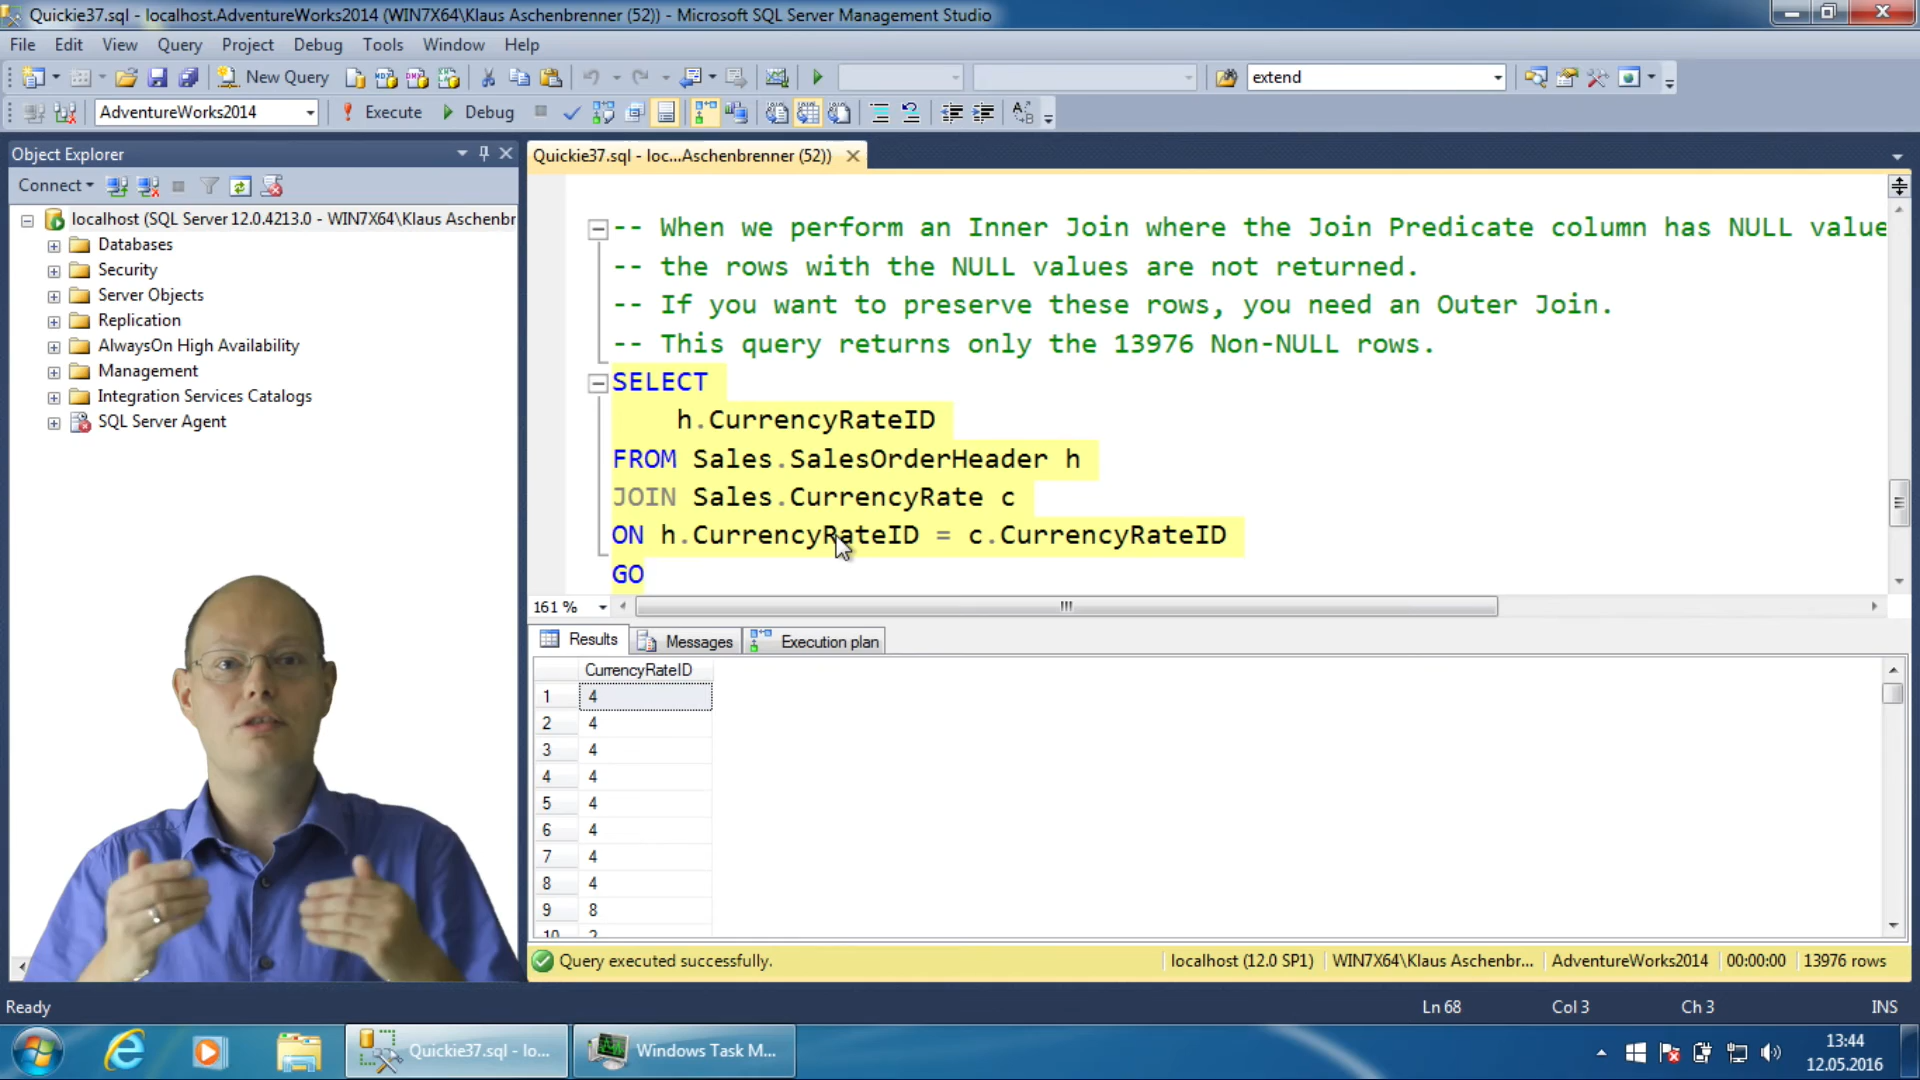 Quickie37.sql - localhost.AdventureWorks2014 (WIN7X64\Klaus Aschenbrenner (52)) - Microsoft SQL Server Management Studio
File Edit View Query Project Debug Tools Window Help
New Query extend
AdventureWorks2014 Execute Debug
Object Explorer
Connect
localhost (SQL Server 12.0.4213.0 - WIN7X64\Klaus Aschenbr
Databases
Security
Server Objects
Replication
AlwaysOn High Availability
Management
Integration Services Catalogs
SQL Server Agent
Quickie37.sql - loc...Aschenbrenner (52))
-- When we perform an Inner Join where the Join Predicate column has NULL value
-- the rows with the NULL values are not returned.
-- If you want to preserve these rows, you need an Outer Join.
-- This query returns only the 13976 Non-NULL rows.
SELECT
h.CurrencyRateID
FROM Sales.SalesOrderHeader h
JOIN Sales.CurrencyRate c
ON h.CurrencyRateID = c.CurrencyRateID
GO
161 %
Results Messages Execution plan
CurrencyRateID
1 4
2 4
3 4
4 4
5 4
6 4
7 4
8 4
9 8
10 2
Query executed successfully. localhost (12.0 SP1) WIN7X64\Klaus Aschenbr... AdventureWorks2014 00:00:00 13976 rows
Ready Ln 68 Col 3 Ch 3 INS
Quickie37.sql - lo... Windows Task M...
13:44
12.05.2016